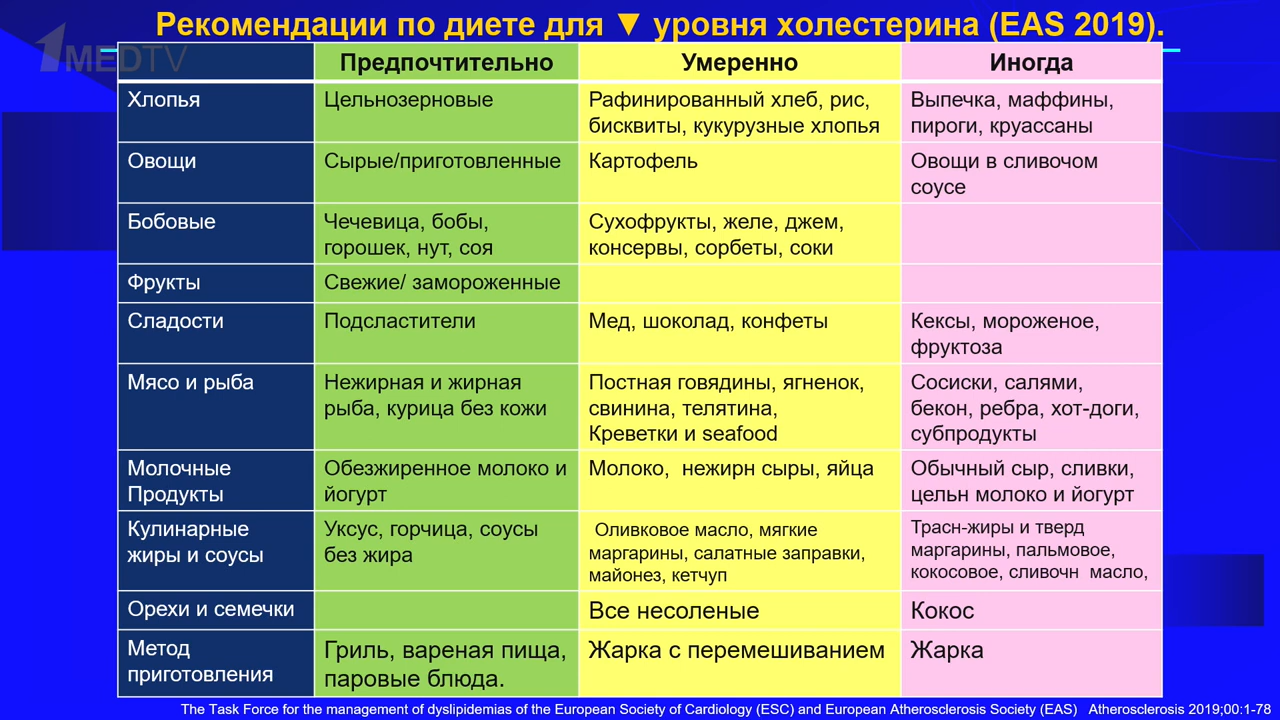 Рекомендации по диете для ▼ уровня холестерина (EAS 2019).
1MEDTV
Предпочтительно Умеренно Иногда
Хлопья Цельнозерновые Рафинированный хлеб, рис, Выпечка, маффины,
бисквиты, кукурузные хлопья пироги, круассаны
Овощи Сырые/приготовленные Картофель Овощи в сливочом
соусе
Бобовые Чечевица, бобы, Сухофрукты, желе, джем,
горошек, нут, соя консервы, сорбеты, соки
Фрукты Свежие/ замороженные
Сладости Подсластители Мед, шоколад, конфеты Кексы, мороженое,
фруктоза
Мясо и рыба Нежирная и жирная Постная говядины, ягненок, Сосиски, салями,
рыба, курица без кожи свинина, телятина, бекон, ребра, хот-доги,
Креветки и seafood субпродукты
Молочные Обезжиренное молоко и Молоко, нежирн сыры, яйца Обычный сыр, сливки,
Продукты йогурт цельн молоко и йогурт
Кулинарные Уксус, горчица, соусы Оливковое масло, мягкие Трасн-жиры и тверд
жиры и соусы без жира маргарины, салатные заправки, маргарины, пальмовое,
майонез, кетчуп кокосовое, сливочн масло,
Орехи и семечки Все несоленые Кокос
Метод Гриль, вареная пища, Жарка с перемешиванием Жарка
приготовления паровые блюда.
The Task Force for the management of dyslipidemias of the European Society of Cardiology (ESC) and European Atherosclerosis Society (EAS) Atherosclerosis 2019;00:1-78